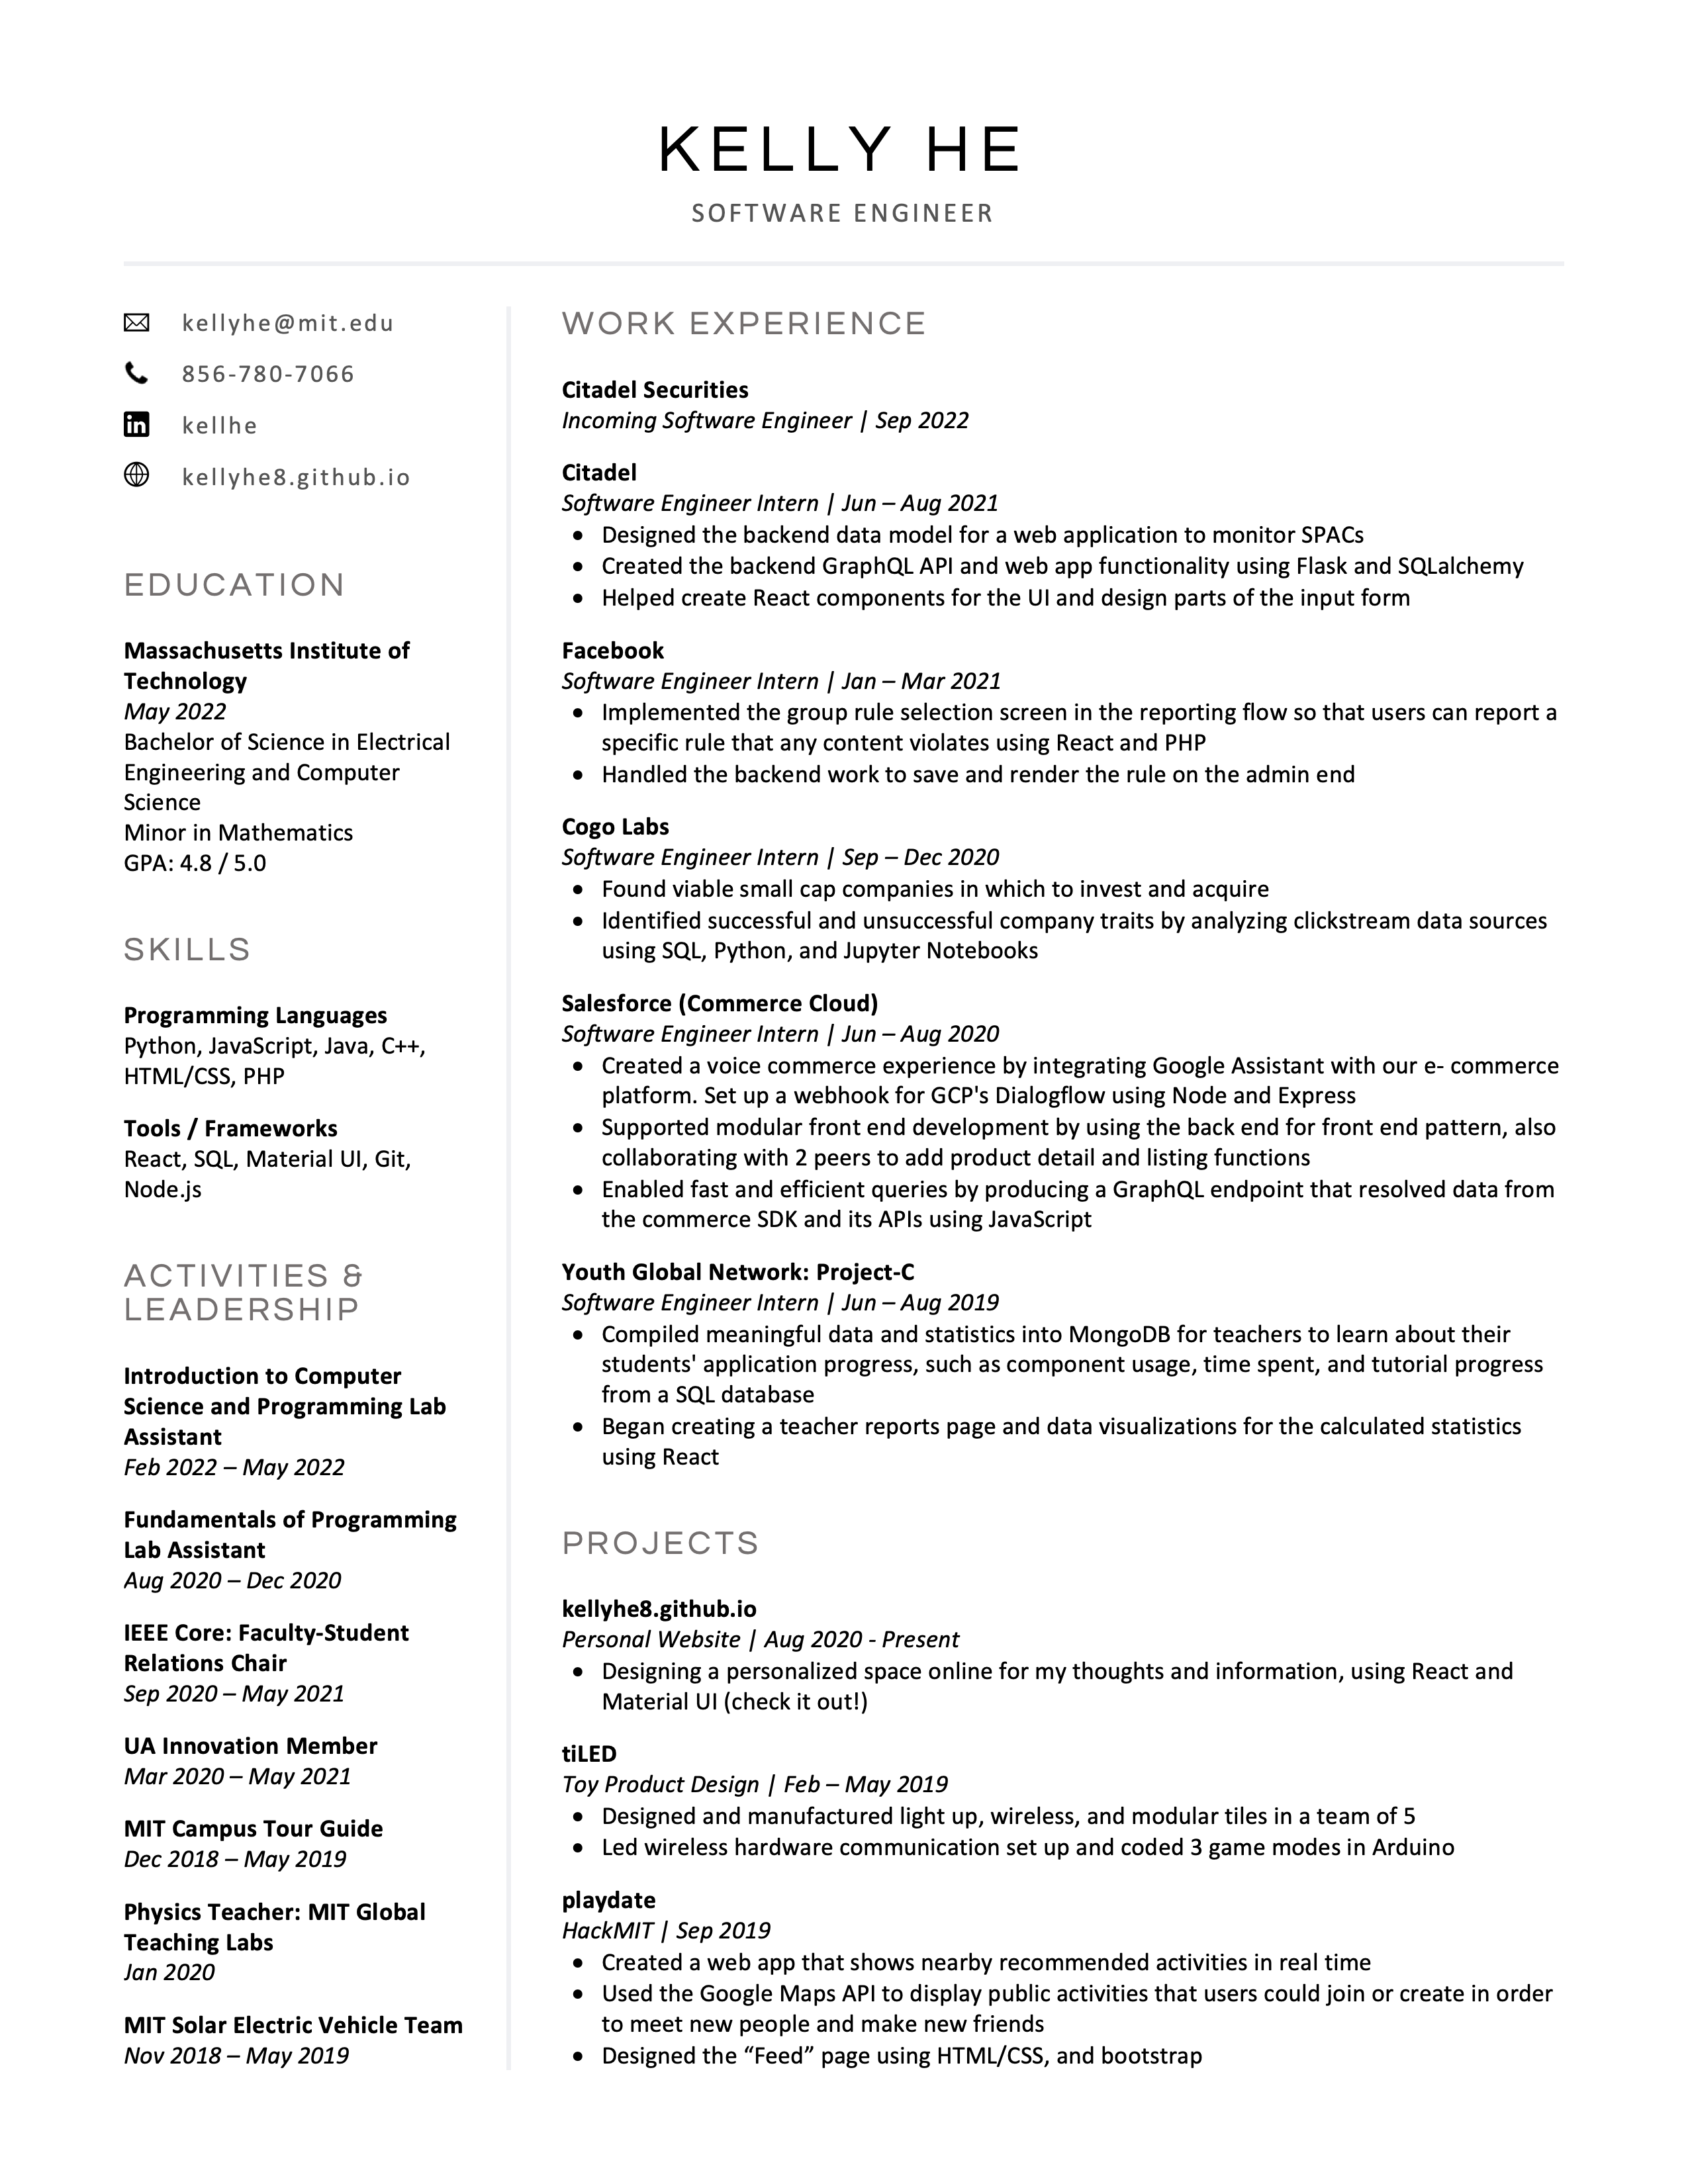 KELLY HE
SOFTWARE ENGINEER
kellyhe@mit.edu
856-780-7066
kellhe
kellyhe8.github.io
EDUCATION
Massachusetts Institute of
Technology
May 2022
Bachelor of Science in Electrical
Engineering and Computer
Science
Minor in Mathematics
GPA: 4.8 / 5.0
SKILLS
Programming Languages
Python, JavaScript, Java, C++,
HTML/CSS, PHP
Tools / Frameworks
React, SQL, Material UI, Git,
Node.js
ACTIVITIES &
LEADERSHIP
Introduction to Computer
Science and Programming Lab
Assistant
Feb 2022 – May 2022
Fundamentals of Programming
Lab Assistant
Aug 2020 – Dec 2020
IEEE Core: Faculty-Student
Relations Chair
Sep 2020 – May 2021
UA Innovation Member
Mar 2020 – May 2021
MIT Campus Tour Guide
Dec 2018 – May 2019
Physics Teacher: MIT Global
Teaching Labs
Jan 2020
MIT Solar Electric Vehicle Team
Nov 2018 – May 2019
WORK EXPERIENCE
Citadel Securities
Incoming Software Engineer | Sep 2022
Citadel
Software Engineer Intern | Jun – Aug 2021
• Designed the backend data model for a web application to monitor SPACs
• Created the backend GraphQL API and web app functionality using Flask and SQLalchemy
• Helped create React components for the UI and design parts of the input form
Facebook
Software Engineer Intern | Jan – Mar 2021
• Implemented the group rule selection screen in the reporting flow so that users can report a
specific rule that any content violates using React and PHP
• Handled the backend work to save and render the rule on the admin end
Cogo Labs
Software Engineer Intern | Sep – Dec 2020
• Found viable small cap companies in which to invest and acquire
• Identified successful and unsuccessful company traits by analyzing clickstream data sources
using SQL, Python, and Jupyter Notebooks
Salesforce (Commerce Cloud)
Software Engineer Intern | Jun – Aug 2020
• Created a voice commerce experience by integrating Google Assistant with our e- commerce
platform. Set up a webhook for GCP's Dialogflow using Node and Express
• Supported modular front end development by using the back end for front end pattern, also
collaborating with 2 peers to add product detail and listing functions
• Enabled fast and efficient queries by producing a GraphQL endpoint that resolved data from
the commerce SDK and its APIs using JavaScript
Youth Global Network: Project-C
Software Engineer Intern | Jun – Aug 2019
• Compiled meaningful data and statistics into MongoDB for teachers to learn about their
students' application progress, such as component usage, time spent, and tutorial progress
from a SQL database
• Began creating a teacher reports page and data visualizations for the calculated statistics
using React
PROJECTS
kellyhe8.github.io
Personal Website | Aug 2020 - Present
• Designing a personalized space online for my thoughts and information, using React and
Material UI (check it out!)
tiLED
Toy Product Design | Feb – May 2019
• Designed and manufactured light up, wireless, and modular tiles in a team of 5
• Led wireless hardware communication set up and coded 3 game modes in Arduino
playdate
HackMIT | Sep 2019
• Created a web app that shows nearby recommended activities in real time
• Used the Google Maps API to display public activities that users could join or create in order
to meet new people and make new friends
• Designed the “Feed” page using HTML/CSS, and bootstrap